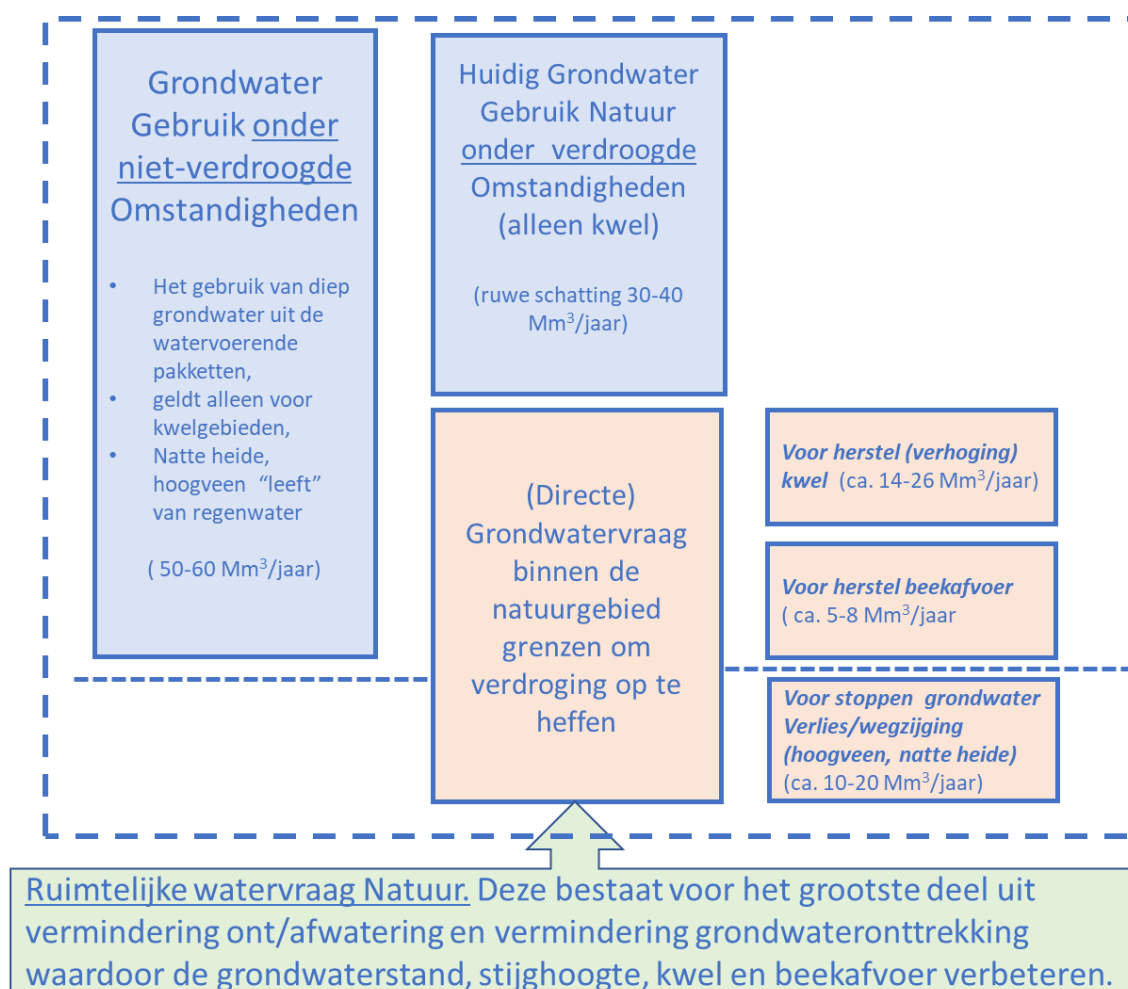 Grondwater
Gebruik onder
niet-verdroogde
Omstandigheden
• Het gebruik van diep
grondwater uit de
watervoerende
pakketten,
• geldt alleen voor
kwelgebieden,
• Natte heide,
hoogveen “leeft”
van regenwater
( 50-60 Mm³/jaar)
Huidig Grondwater
Gebruik Natuur
onder verdroogde
Omstandigheden
(alleen kwel)
(ruwe schatting 30-40
Mm³/jaar)
(Directe)
Grondwatervraag
binnen de
natuurgebied
grenzen om
verdroging op te
heffen
Voor herstel (verhoging)
kwel (ca. 14-26 Mm³/jaar)
Voor herstel beekafvoer
( ca. 5-8 Mm³/jaar
Voor stoppen grondwater
Verlies/wegzijging
(hoogveen, natte heide)
(ca. 10-20 Mm³/jaar)
Ruimtelijke watervraag Natuur. Deze bestaat voor het grootste deel uit
vermindering ont/afwatering en vermindering grondwateronttrekking
waardoor de grondwaterstand, stijghoogte, kwel en beekafvoer verbeteren.